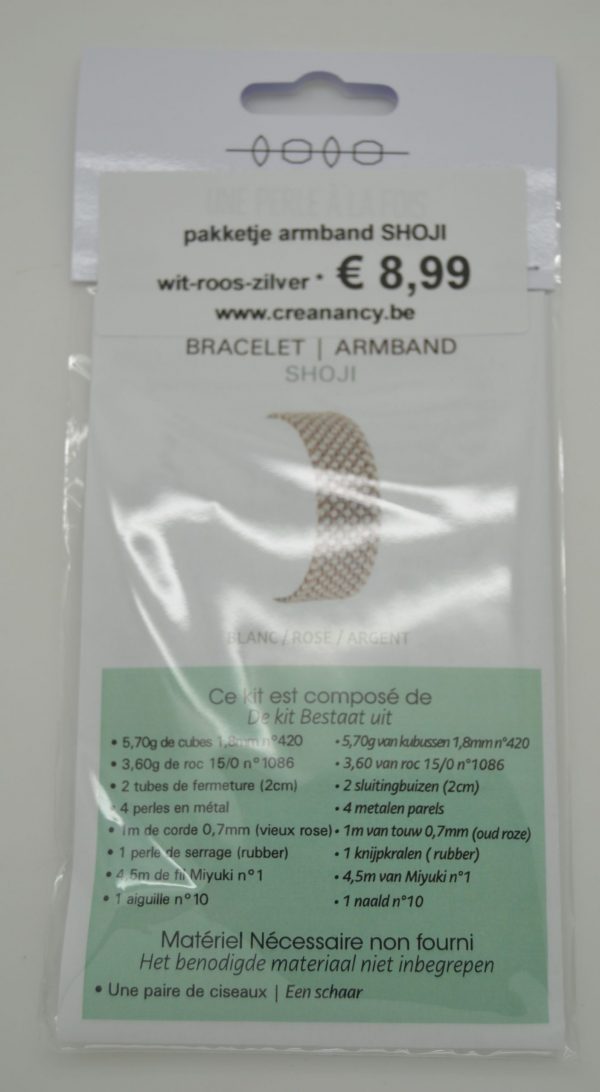 UNE PERLE À LA FOIS
pakketje armband SHOJI
wit-roos-zilver * € 8,99
www.creanancy.be
BRACELET | ARMBAND
SHOJI
BLANC / ROSE / ARGENT
Ce kit est composé de
De kit Bestaat uit
• 5,70g de cubes 1,8mm n°420 • 5,70g van kubussen 1,8mm n°420
• 3,60g de roc 15/0 n°1086 • 3,60 van roc 15/0 n°1086
• 2 tubes de fermeture (2cm) • 2 sluitingbuizen (2cm)
• 4 perles en métal • 4 metalen parels
• 1m de corde 0,7mm (vieux rose) • 1m van touw 0,7mm (oud roze)
• 1 perle de serrage (rubber) • 1 knijpkralen ( rubber)
• 4,5m de fil Miyuki n°1 • 4,5m van Miyuki n°1
• 1 aiguille n°10 • 1 naald n°10
Matériel Nécessaire non fourni
Het benodigde materiaal niet inbegrepen
• Une paire de ciseaux | Een schaar